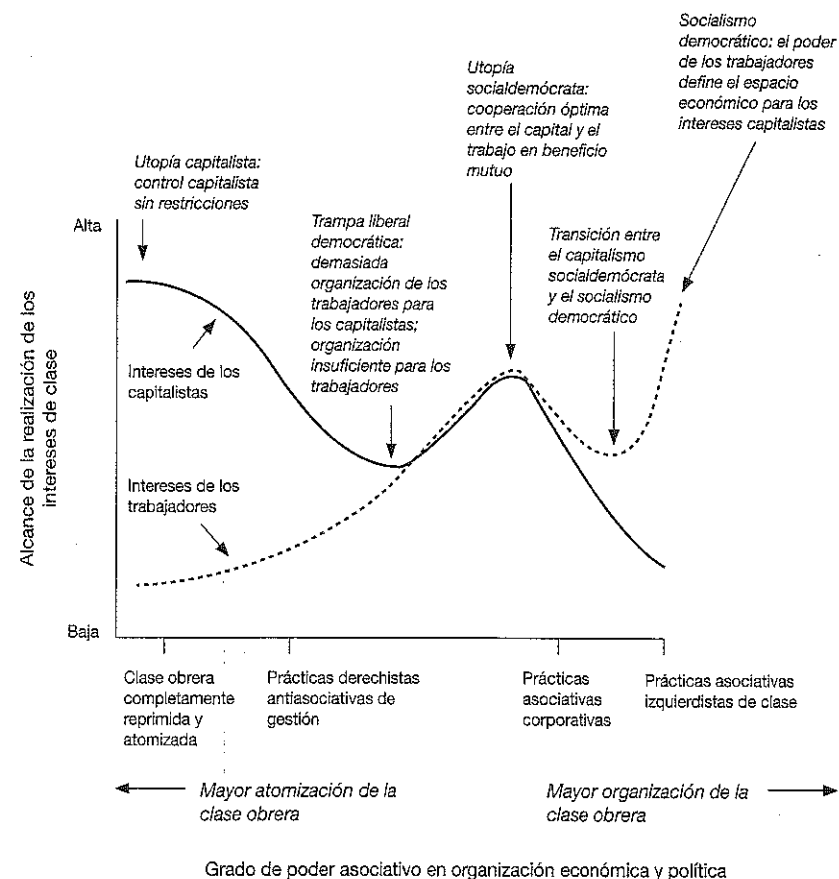 Socialismo
democrático: el poder
de los trabajadores
define el espacio
económico para los
intereses capitalistas
Utopía
socialdemócrata:
cooperación óptima
entre el capital y el
trabajo en beneficio
mutuo
Utopía capitalista:
control capitalista
sin restricciones
Trampa liberal
democrática:
demasiada
organización de los
trabajadores para
los capitalistas;
organización
insuficiente para los
trabajadores
Transición entre
el capitalismo
socialdemócrata
y el socialismo
democrático
Alta
Alcance de la realización de los
intereses de clase
Intereses de los
capitalistas
Intereses de los
trabajadores
Baja
Clase obrera
completamente
reprimida y
atomizada
Prácticas derechistas
antiasociativas de
gestión
Prácticas
asociativas
corporativas
Prácticas asociativas
izquierdistas de clase
Mayor atomización de la
clase obrera
Mayor organización de la
clase obrera
Grado de poder asociativo en organización económica y política